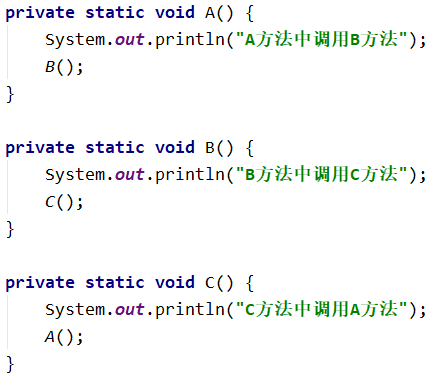 private static void A() {
    System.out.println("A方法中调用B方法");
    B();
}
private static void B() {
    System.out.println("B方法中调用C方法");
    C();
}
private static void C() {
    System.out.println("C方法中调用A方法");
    A();
}